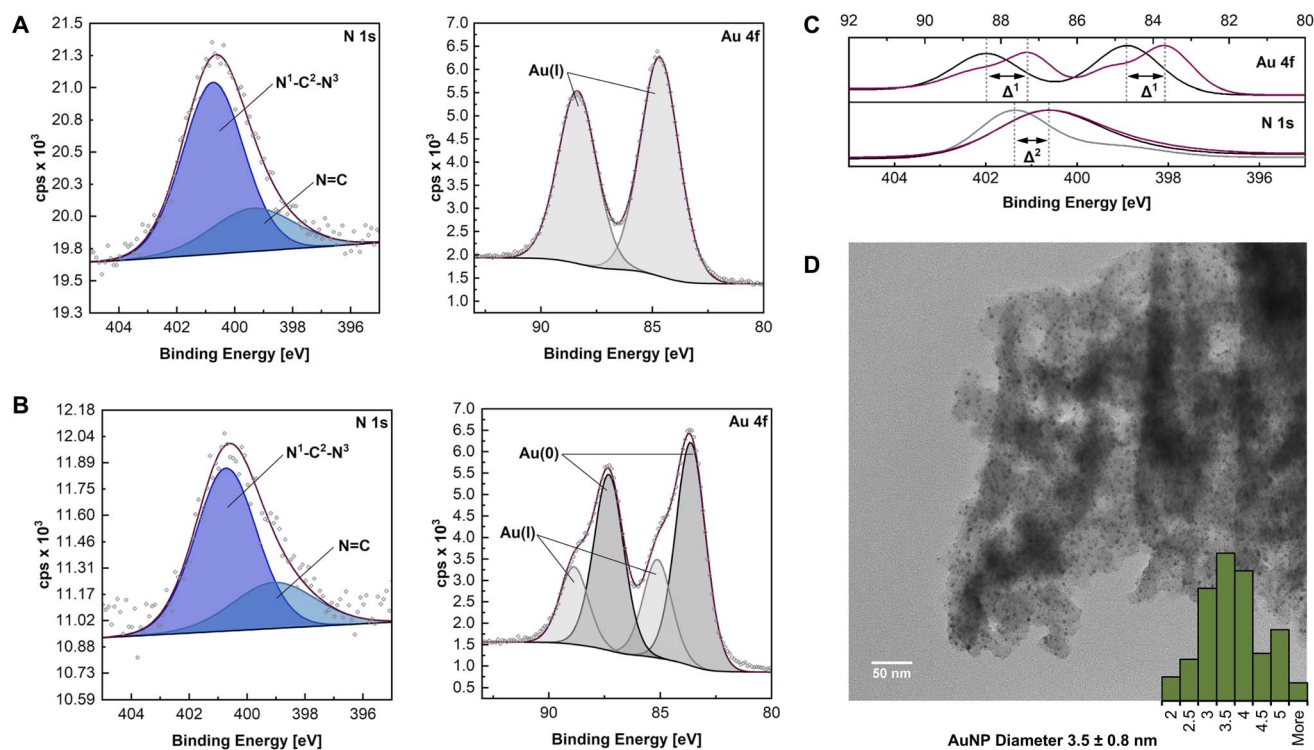 A
N 1s
N¹-C²-N³
N=C
cps x 10³
21.5
21.3
21.0
20.8
20.5
20.3
20.0
19.8
19.5
19.3
404 402 400 398 396
Binding Energy [eV]
Au 4f
Au(I)
cps x 10³
7.0
6.5
6.0
5.5
5.0
4.5
4.0
3.5
3.0
2.5
2.0
1.5
1.0
90 85 80
Binding Energy [eV]
B
N 1s
N¹-C²-N³
N=C
cps x 10³
12.18
12.04
11.89
11.75
11.60
11.46
11.31
11.17
11.02
10.88
10.73
10.59
404 402 400 398 396
Binding Energy [eV]
Au 4f
Au(0)
Au(I)
cps x 10³
7.0
6.5
6.0
5.5
5.0
4.5
4.0
3.5
3.0
2.5
2.0
1.5
1.0
0.5
90 85 80
Binding Energy [eV]
C
92 90 88 86 84 82 80
Au 4f
Δ¹ Δ¹
N 1s
Δ²
404 402 400 398 396
Binding Energy [eV]
D
50 nm
2 2.5 3 3.5 4 4.5 5 More
AuNP Diameter 3.5 ± 0.8 nm